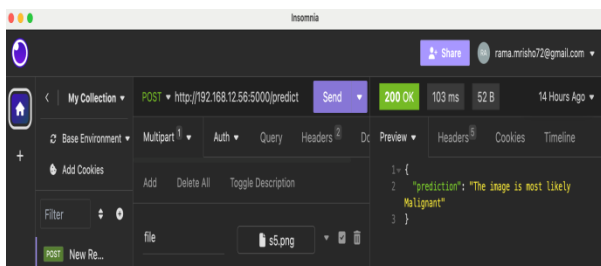 Insomnia
Share
RA
rama.mrisho72@gmail.com
My Collection
POST http://192.168.12.56:5000/predict
Send
200 OK
103 ms
52 B
14 Hours Ago
Base Environment
Multipart 1
Auth
Query
Headers 2
Do
Preview
Headers 5
Cookies
Timeline
Add Cookies
Add
Delete All
Toggle Description
1 {
2 "prediction": "The image is most likely
Malignant"
3 }
Filter
file
s5.png
POST New Re...